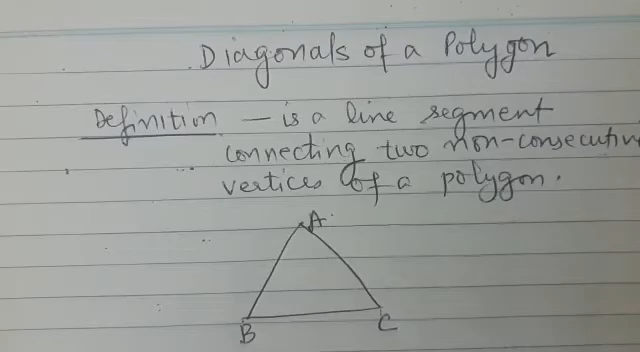 Diagonals of a Polygon
Definition — is a line segment
connecting two non-consecutive
vertices of a polygon.
A
B
C